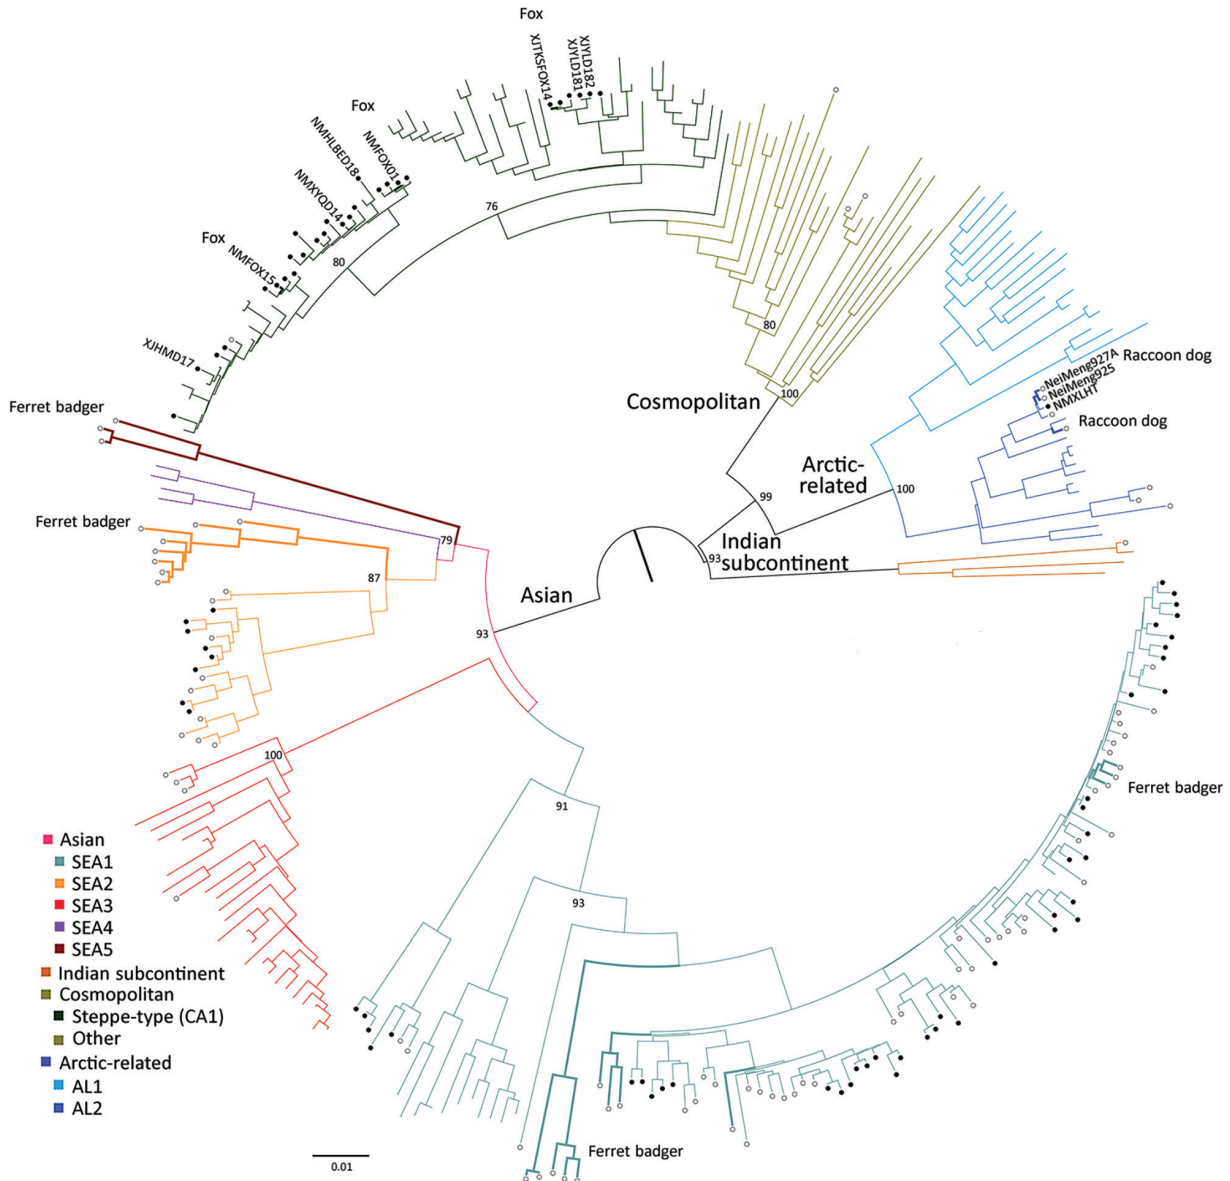 Fox
XJTKSFOX14
XJYLD181
XJYLD182
Fox
NMHLBED18
NMFOX01
NMXYQD14
Fox
NMFOX15
XJHMD17
76
80
80
100
Cosmopolitan
Raccoon dog
NeiMeng927A
NeiMeng925
NMXLHT
Raccoon dog
Arctic-
related
100
99
Ferret badger
Ferret badger
79
87
Indian
subcontinent
93
Asian
93
100
91
93
Ferret badger
Ferret badger
Asian
SEA1
SEA2
SEA3
SEA4
SEA5
Indian subcontinent
Cosmopolitan
Steppe-type (CA1)
Other
Arctic-related
AL1
AL2
0.01